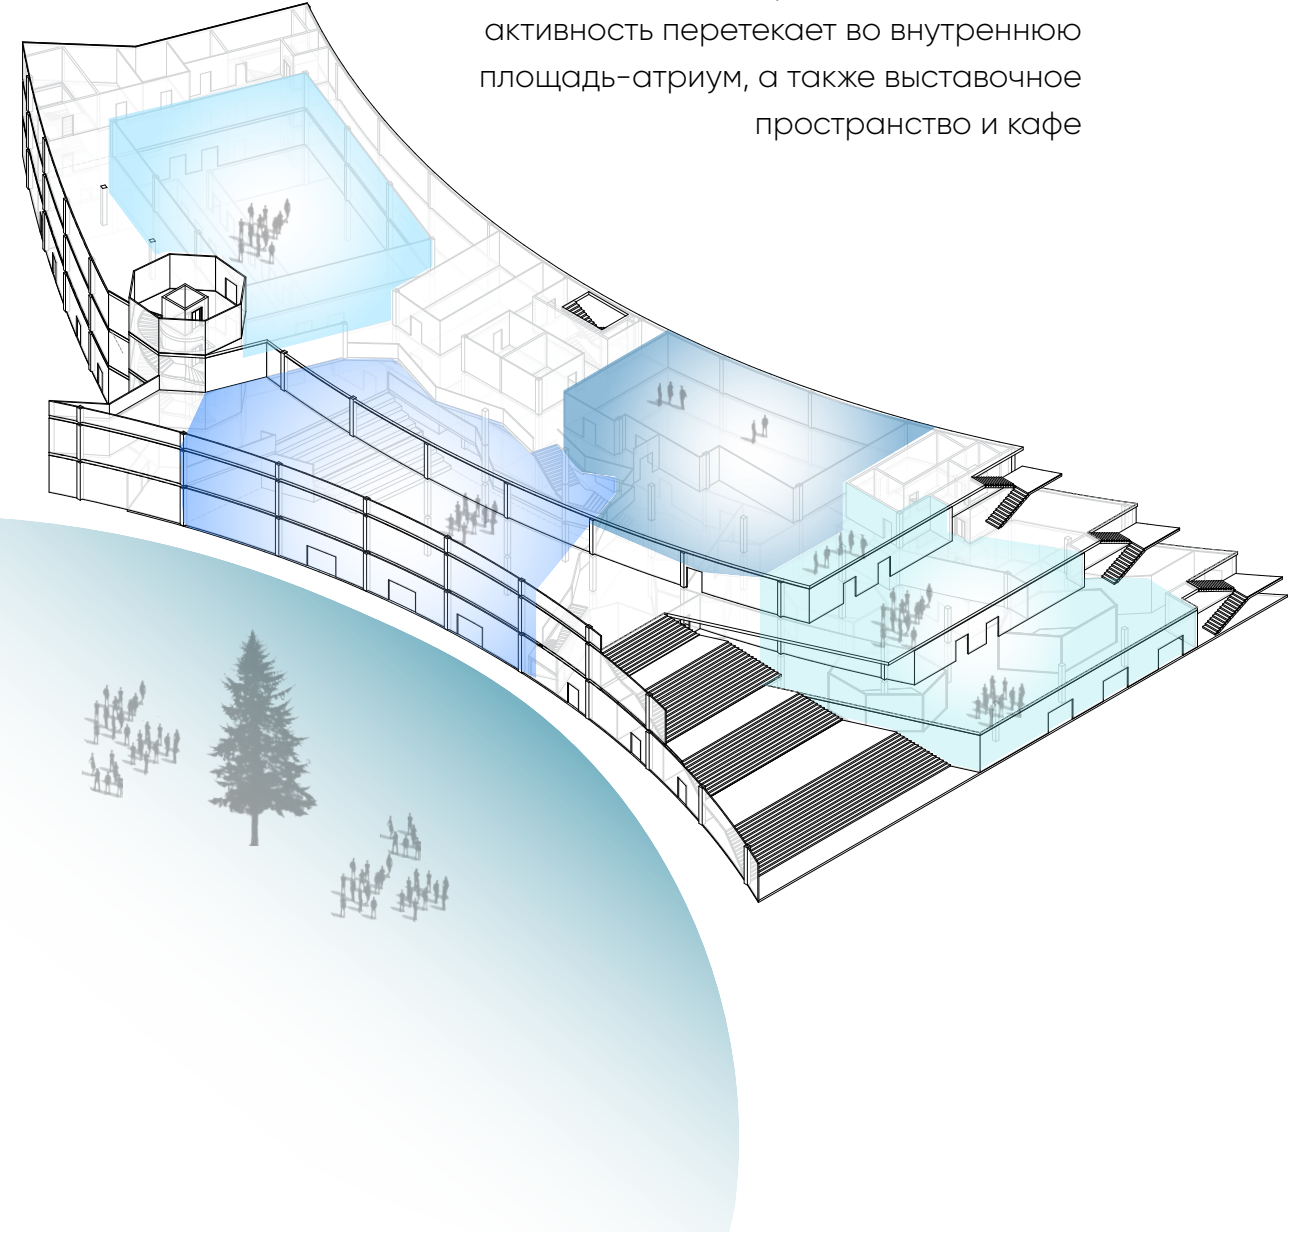 активность перетекает во внутреннюю
площадь-атриум, а также выставочное
пространство и кафе